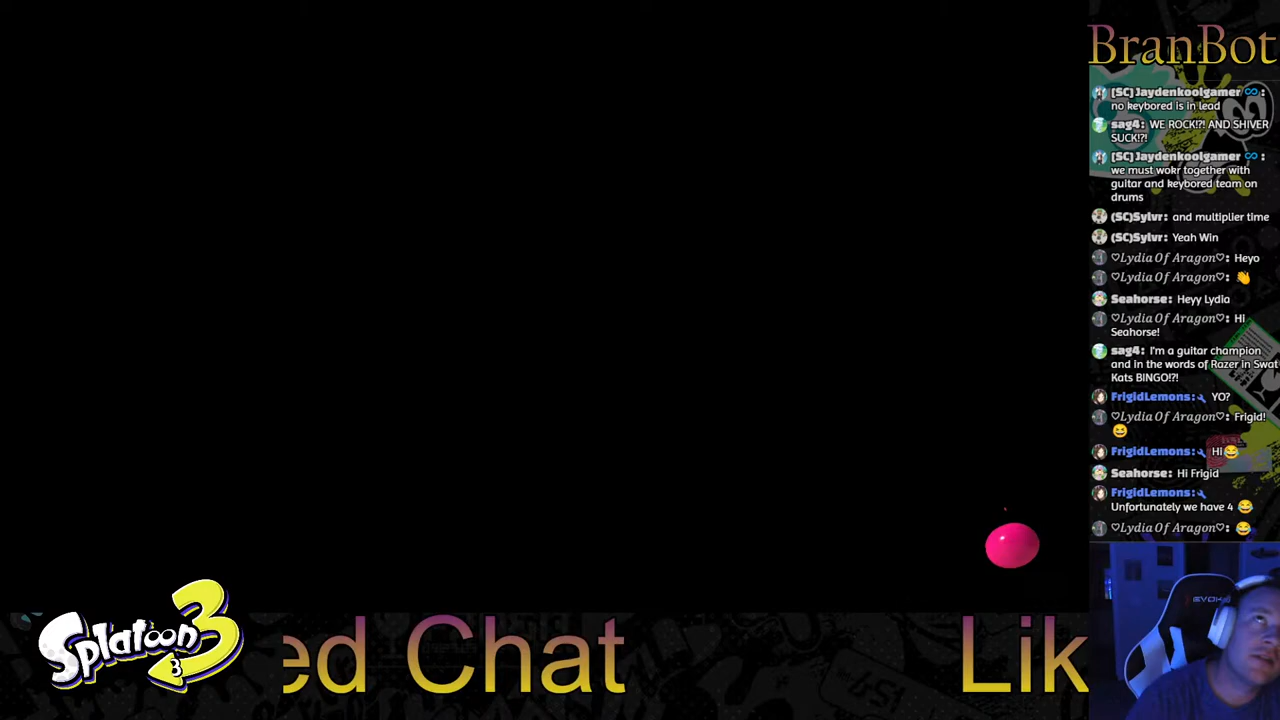 BranBot
(SC)Jaydenkoolgamer ∞ :
no keybored is in lead
sag4: WE ROCK!?! AND SHIVER
SUCK!?!
(SC)Jaydenkoolgamer ∞ :
we must wokr together with
guitar and keybored team on
drums
(SC)Sylvr: and multiplier time
(SC)Sylvr: Yeah Win
♡Lydia Of Aragon♡: Heyo
♡Lydia Of Aragon♡: 👏
Seahorse: Heyy Lydia
♡Lydia Of Aragon♡: Hi
Seahorse!
sag4: I'm a guitar champion
and in the words of Razer in Swat
Kats BINGO!?!
FrigidLemons: YO?
♡Lydia Of Aragon♡: Frigid!
😆
FrigidLemons: Hi😂
Seahorse: Hi Frigid
FrigidLemons:
Unfortunately we have 4 😂
♡Lydia Of Aragon♡: 😂
EVOK
Splatoon 3
ed Chat
Lik